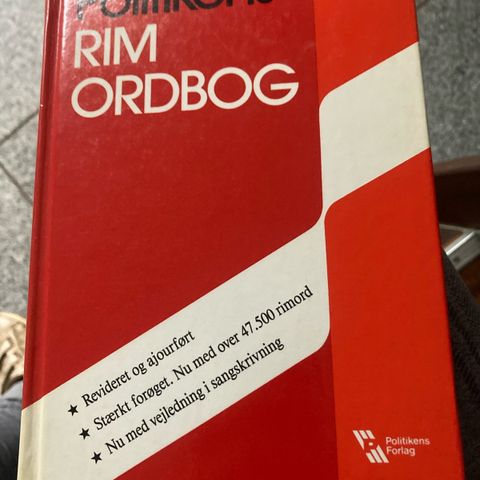 Politikens
RIM
ORDBOG
★ Revideret og ajourført
★ Stærkt forøget. Nu med over 47.500 rimord
★ Nu med vejledning i sangskrivning
Politikens
Forlag